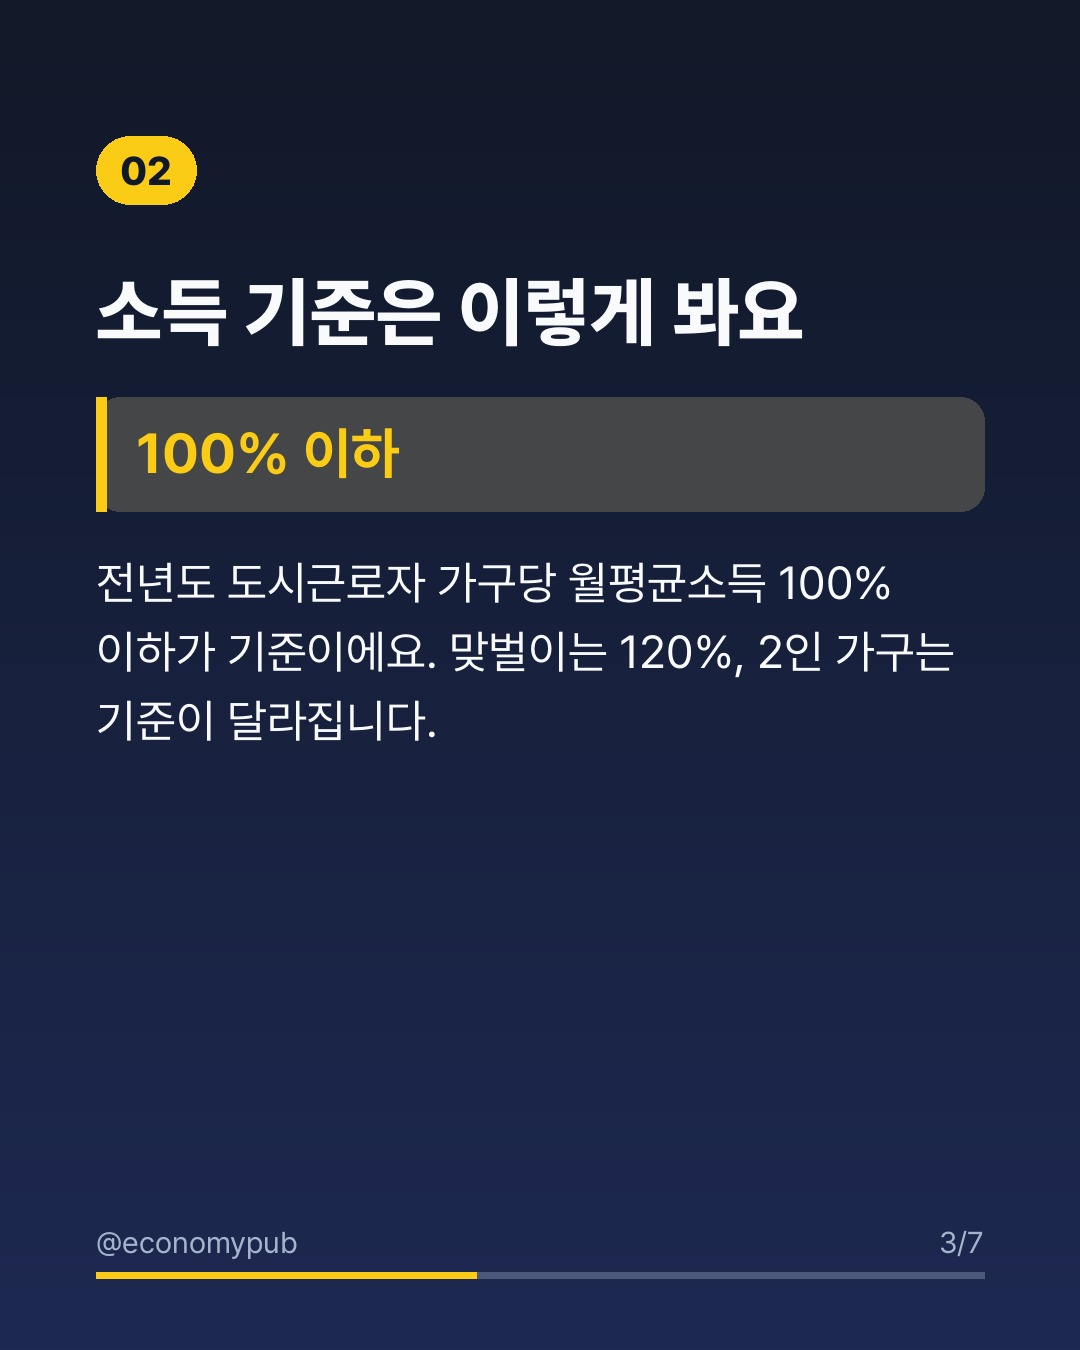 02
소득 기준은 이렇게 봐요
100% 이하
전년도 도시근로자 가구당 월평균소득 100%
이하가 기준이에요. 맞벌이는 120%, 2인 가구는
기준이 달라집니다.
@economypub
3/7